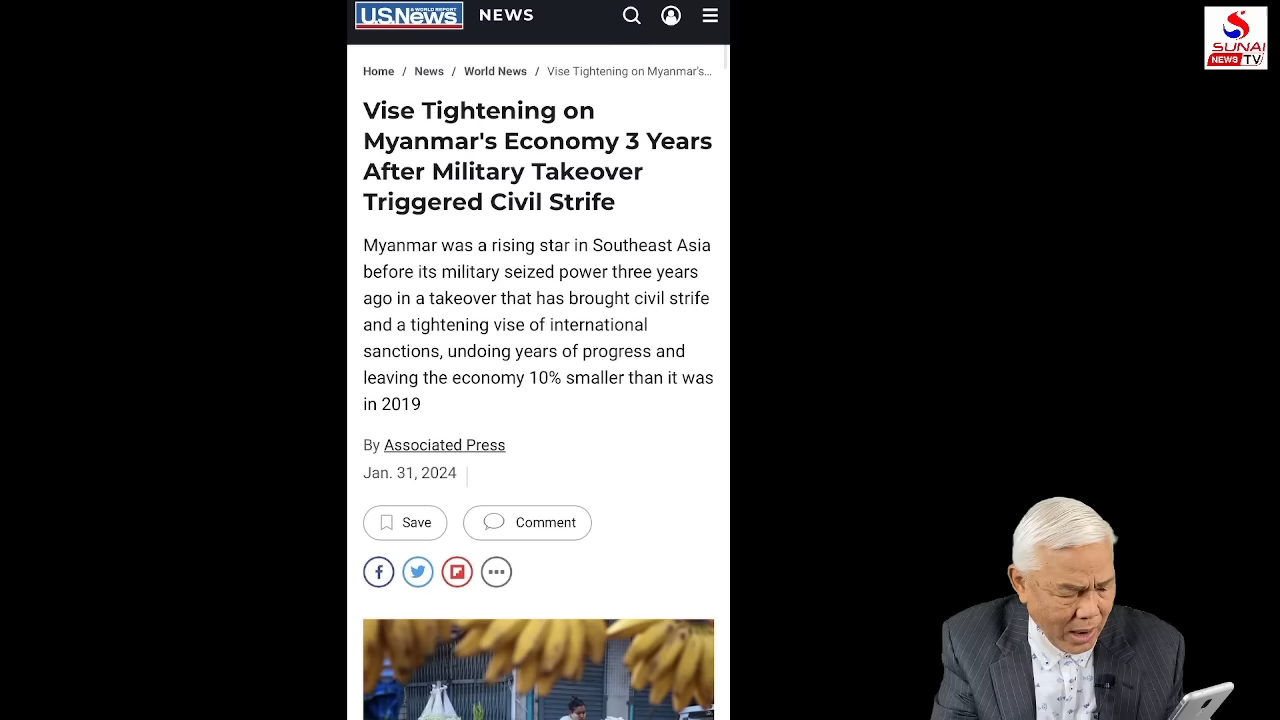 U.S.News
& WORLD REPORT
NEWS
SUNAI
NEWS TV
Home / News / World News / Vise Tightening on Myanmar's...
Vise Tightening on
Myanmar's Economy 3 Years
After Military Takeover
Triggered Civil Strife
Myanmar was a rising star in Southeast Asia
before its military seized power three years
ago in a takeover that has brought civil strife
and a tightening vise of international
sanctions, undoing years of progress and
leaving the economy 10% smaller than it was
in 2019
By Associated Press
Jan. 31, 2024
Save
Comment